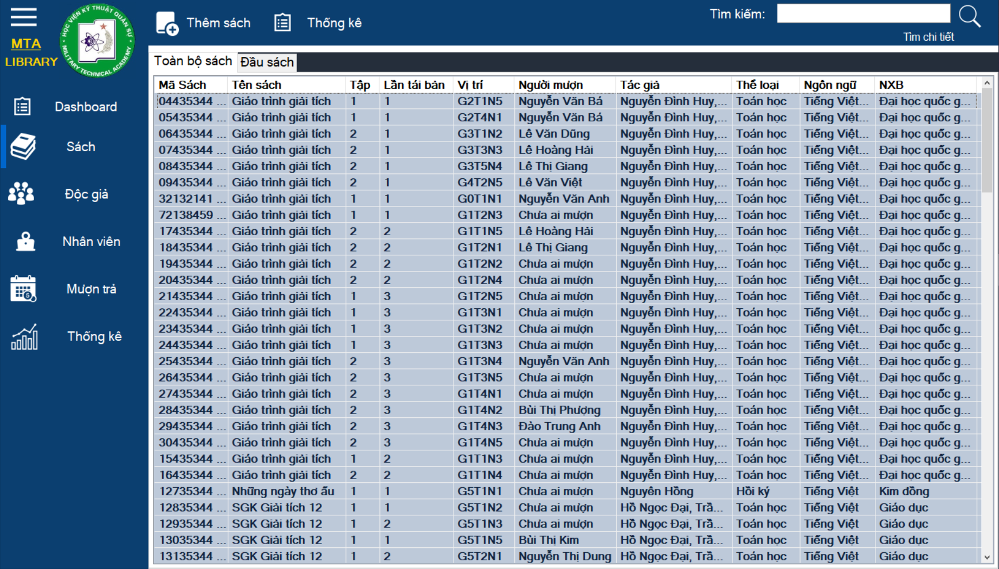 MTA
LIBRARY
HỌC VIỆN KỸ THUẬT QUÂN SỰ
MILITARY TECHNICAL ACADEMY
Thêm sách Thống kê
Tìm kiếm:
Tìm chi tiết
Dashboard
Sách
Độc giả
Nhân viên
Mượn trả
5
Thống kê
Toàn bộ sách Đầu sách
Mã Sách Tên sách Tập Lần tái bản Vị trí Người mượn Tác giả Thể loại Ngôn ngữ NXB
04435344 ... Giáo trình giải tích 1 1 G2T1N5 Nguyễn Văn Bá Nguyễn Đình Huy,... Toán học Tiếng Việt... Đại học quốc g...
05435344 ... Giáo trình giải tích 1 1 G2T4N1 Nguyễn Văn Bá Nguyễn Đình Huy,... Toán học Tiếng Việt... Đại học quốc g...
06435344 ... Giáo trình giải tích 2 1 G3T1N2 Lê Văn Dũng Nguyễn Đình Huy,... Toán học Tiếng Việt... Đại học quốc g...
07435344 ... Giáo trình giải tích 2 1 G3T3N3 Lê Hoàng Hải Nguyễn Đình Huy,... Toán học Tiếng Việt... Đại học quốc g...
08435344 ... Giáo trình giải tích 2 1 G3T5N4 Lê Thị Giang Nguyễn Đình Huy,... Toán học Tiếng Việt... Đại học quốc g...
09435344 ... Giáo trình giải tích 2 1 G4T2N5 Lê Văn Việt Nguyễn Đình Huy,... Toán học Tiếng Việt... Đại học quốc g...
32132141 ... Giáo trình giải tích 1 1 G0T1N1 Nguyễn Văn Anh Nguyễn Đình Huy,... Toán học Tiếng Việt... Đại học quốc g...
72138459 ... Giáo trình giải tích 1 1 G1T2N3 Chưa ai mượn Nguyễn Đình Huy,... Toán học Tiếng Việt... Đại học quốc g...
17435344 ... Giáo trình giải tích 2 2 G1T1N5 Lê Hoàng Hải Nguyễn Đình Huy,... Toán học Tiếng Việt... Đại học quốc g...
18435344 ... Giáo trình giải tích 2 2 G1T2N1 Lê Thị Giang Nguyễn Đình Huy,... Toán học Tiếng Việt... Đại học quốc g...
19435344 ... Giáo trình giải tích 2 2 G1T2N2 Chưa ai mượn Nguyễn Đình Huy,... Toán học Tiếng Việt... Đại học quốc g...
20435344 ... Giáo trình giải tích 2 2 G1T2N4 Chưa ai mượn Nguyễn Đình Huy,... Toán học Tiếng Việt... Đại học quốc g...
21435344 ... Giáo trình giải tích 1 3 G1T2N5 Chưa ai mượn Nguyễn Đình Huy,... Toán học Tiếng Việt... Đại học quốc g...
22435344 ... Giáo trình giải tích 1 3 G1T3N1 Chưa ai mượn Nguyễn Đình Huy,... Toán học Tiếng Việt... Đại học quốc g...
23435344 ... Giáo trình giải tích 1 3 G1T3N2 Chưa ai mượn Nguyễn Đình Huy,... Toán học Tiếng Việt... Đại học quốc g...
24435344 ... Giáo trình giải tích 1 3 G1T3N3 Chưa ai mượn Nguyễn Đình Huy,... Toán học Tiếng Việt... Đại học quốc g...
25435344 ... Giáo trình giải tích 2 3 G1T3N4 Nguyễn Văn Anh Nguyễn Đình Huy,... Toán học Tiếng Việt... Đại học quốc g...
26435344 ... Giáo trình giải tích 2 3 G1T3N5 Chưa ai mượn Nguyễn Đình Huy,... Toán học Tiếng Việt... Đại học quốc g...
27435344 ... Giáo trình giải tích 2 3 G1T4N1 Chưa ai mượn Nguyễn Đình Huy,... Toán học Tiếng Việt... Đại học quốc g...
28435344 ... Giáo trình giải tích 2 3 G1T4N2 Bùi Thị Phượng Nguyễn Đình Huy,... Toán học Tiếng Việt... Đại học quốc g...
29435344 ... Giáo trình giải tích 2 3 G1T4N3 Đào Trung Anh Nguyễn Đình Huy,... Toán học Tiếng Việt... Đại học quốc g...
30435344 ... Giáo trình giải tích 2 3 G1T4N5 Chưa ai mượn Nguyễn Đình Huy,... Toán học Tiếng Việt... Đại học quốc g...
15435344 ... Giáo trình giải tích 1 2 G1T1N3 Chưa ai mượn Nguyễn Đình Huy,... Toán học Tiếng Việt... Đại học quốc g...
16435344 ... Giáo trình giải tích 2 2 G1T1N4 Chưa ai mượn Nguyễn Đình Huy,... Toán học Tiếng Việt... Đại học quốc g...
12735344 ... Những ngày thơ ấu 1 1 G5T1N1 Chưa ai mượn Nguyên Hồng Hồi ký Tiếng Việt Kim đồng
12835344 ... SGK Giải tích 12 1 1 G5T1N2 Chưa ai mượn Hồ Ngọc Đại, Trầ... Toán học Tiếng Việt Giáo dục
12935344 ... SGK Giải tích 12 1 2 G5T1N3 Chưa ai mượn Hồ Ngọc Đại, Trầ... Toán học Tiếng Việt Giáo dục
13035344 ... SGK Giải tích 12 1 1 G5T1N5 Bùi Thị Kim Hồ Ngọc Đại, Trầ... Toán học Tiếng Việt Giáo dục
13135344 ... SGK Giải tích 12 1 2 G5T2N1 Nguyễn Thị Dung Hồ Ngọc Đại, Trầ... Toán học Tiếng Việt Giáo dục